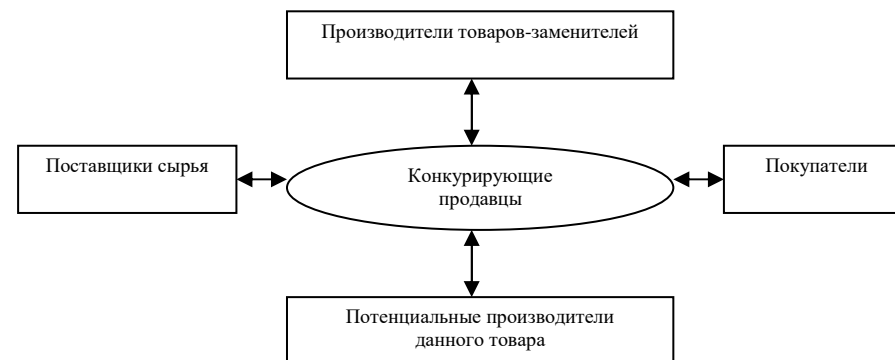 Производители товаров-заменителей
Поставщики сырья
Конкурирующие
продавцы
Покупатели
Потенциальные производители
данного товара